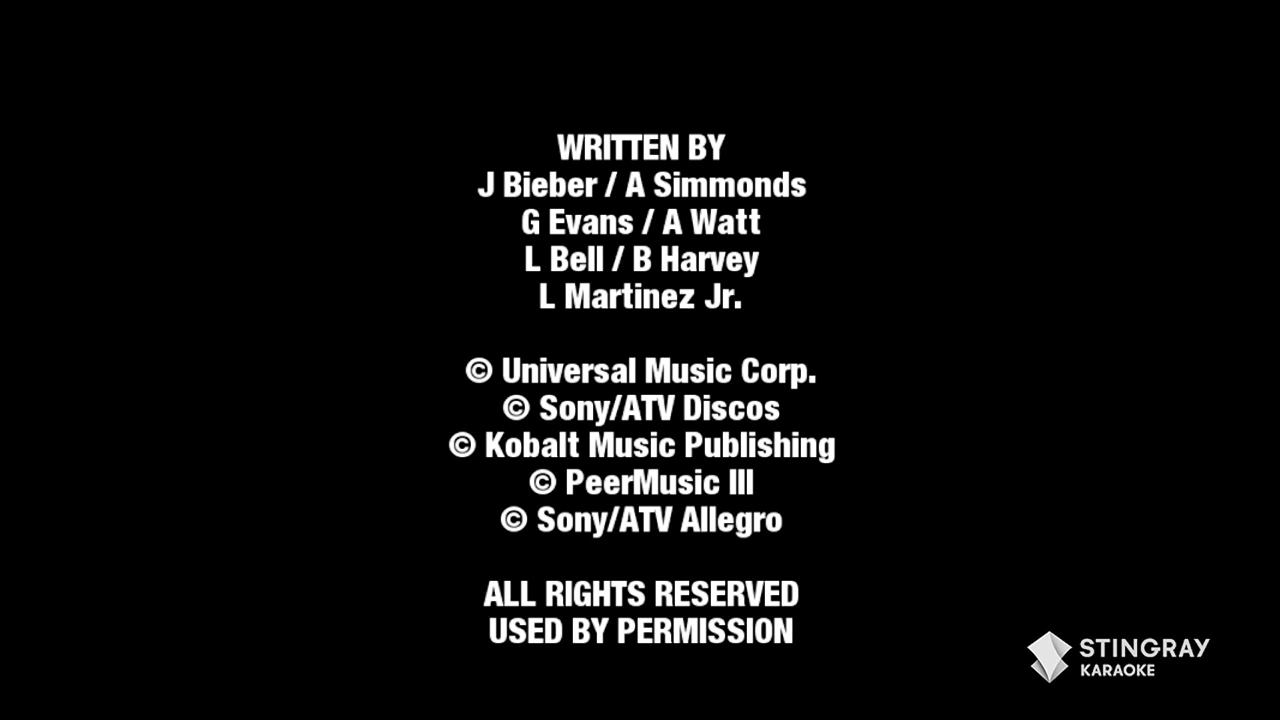 WRITTEN BY
J Bieber / A Simmonds
G Evans / A Watt
L Bell / B Harvey
L Martinez Jr.
© Universal Music Corp.
© Sony/ATV Discos
© Kobalt Music Publishing
© PeerMusic III
© Sony/ATV Allegro
ALL RIGHTS RESERVED
USED BY PERMISSION
STINGRAY
KARAOKE